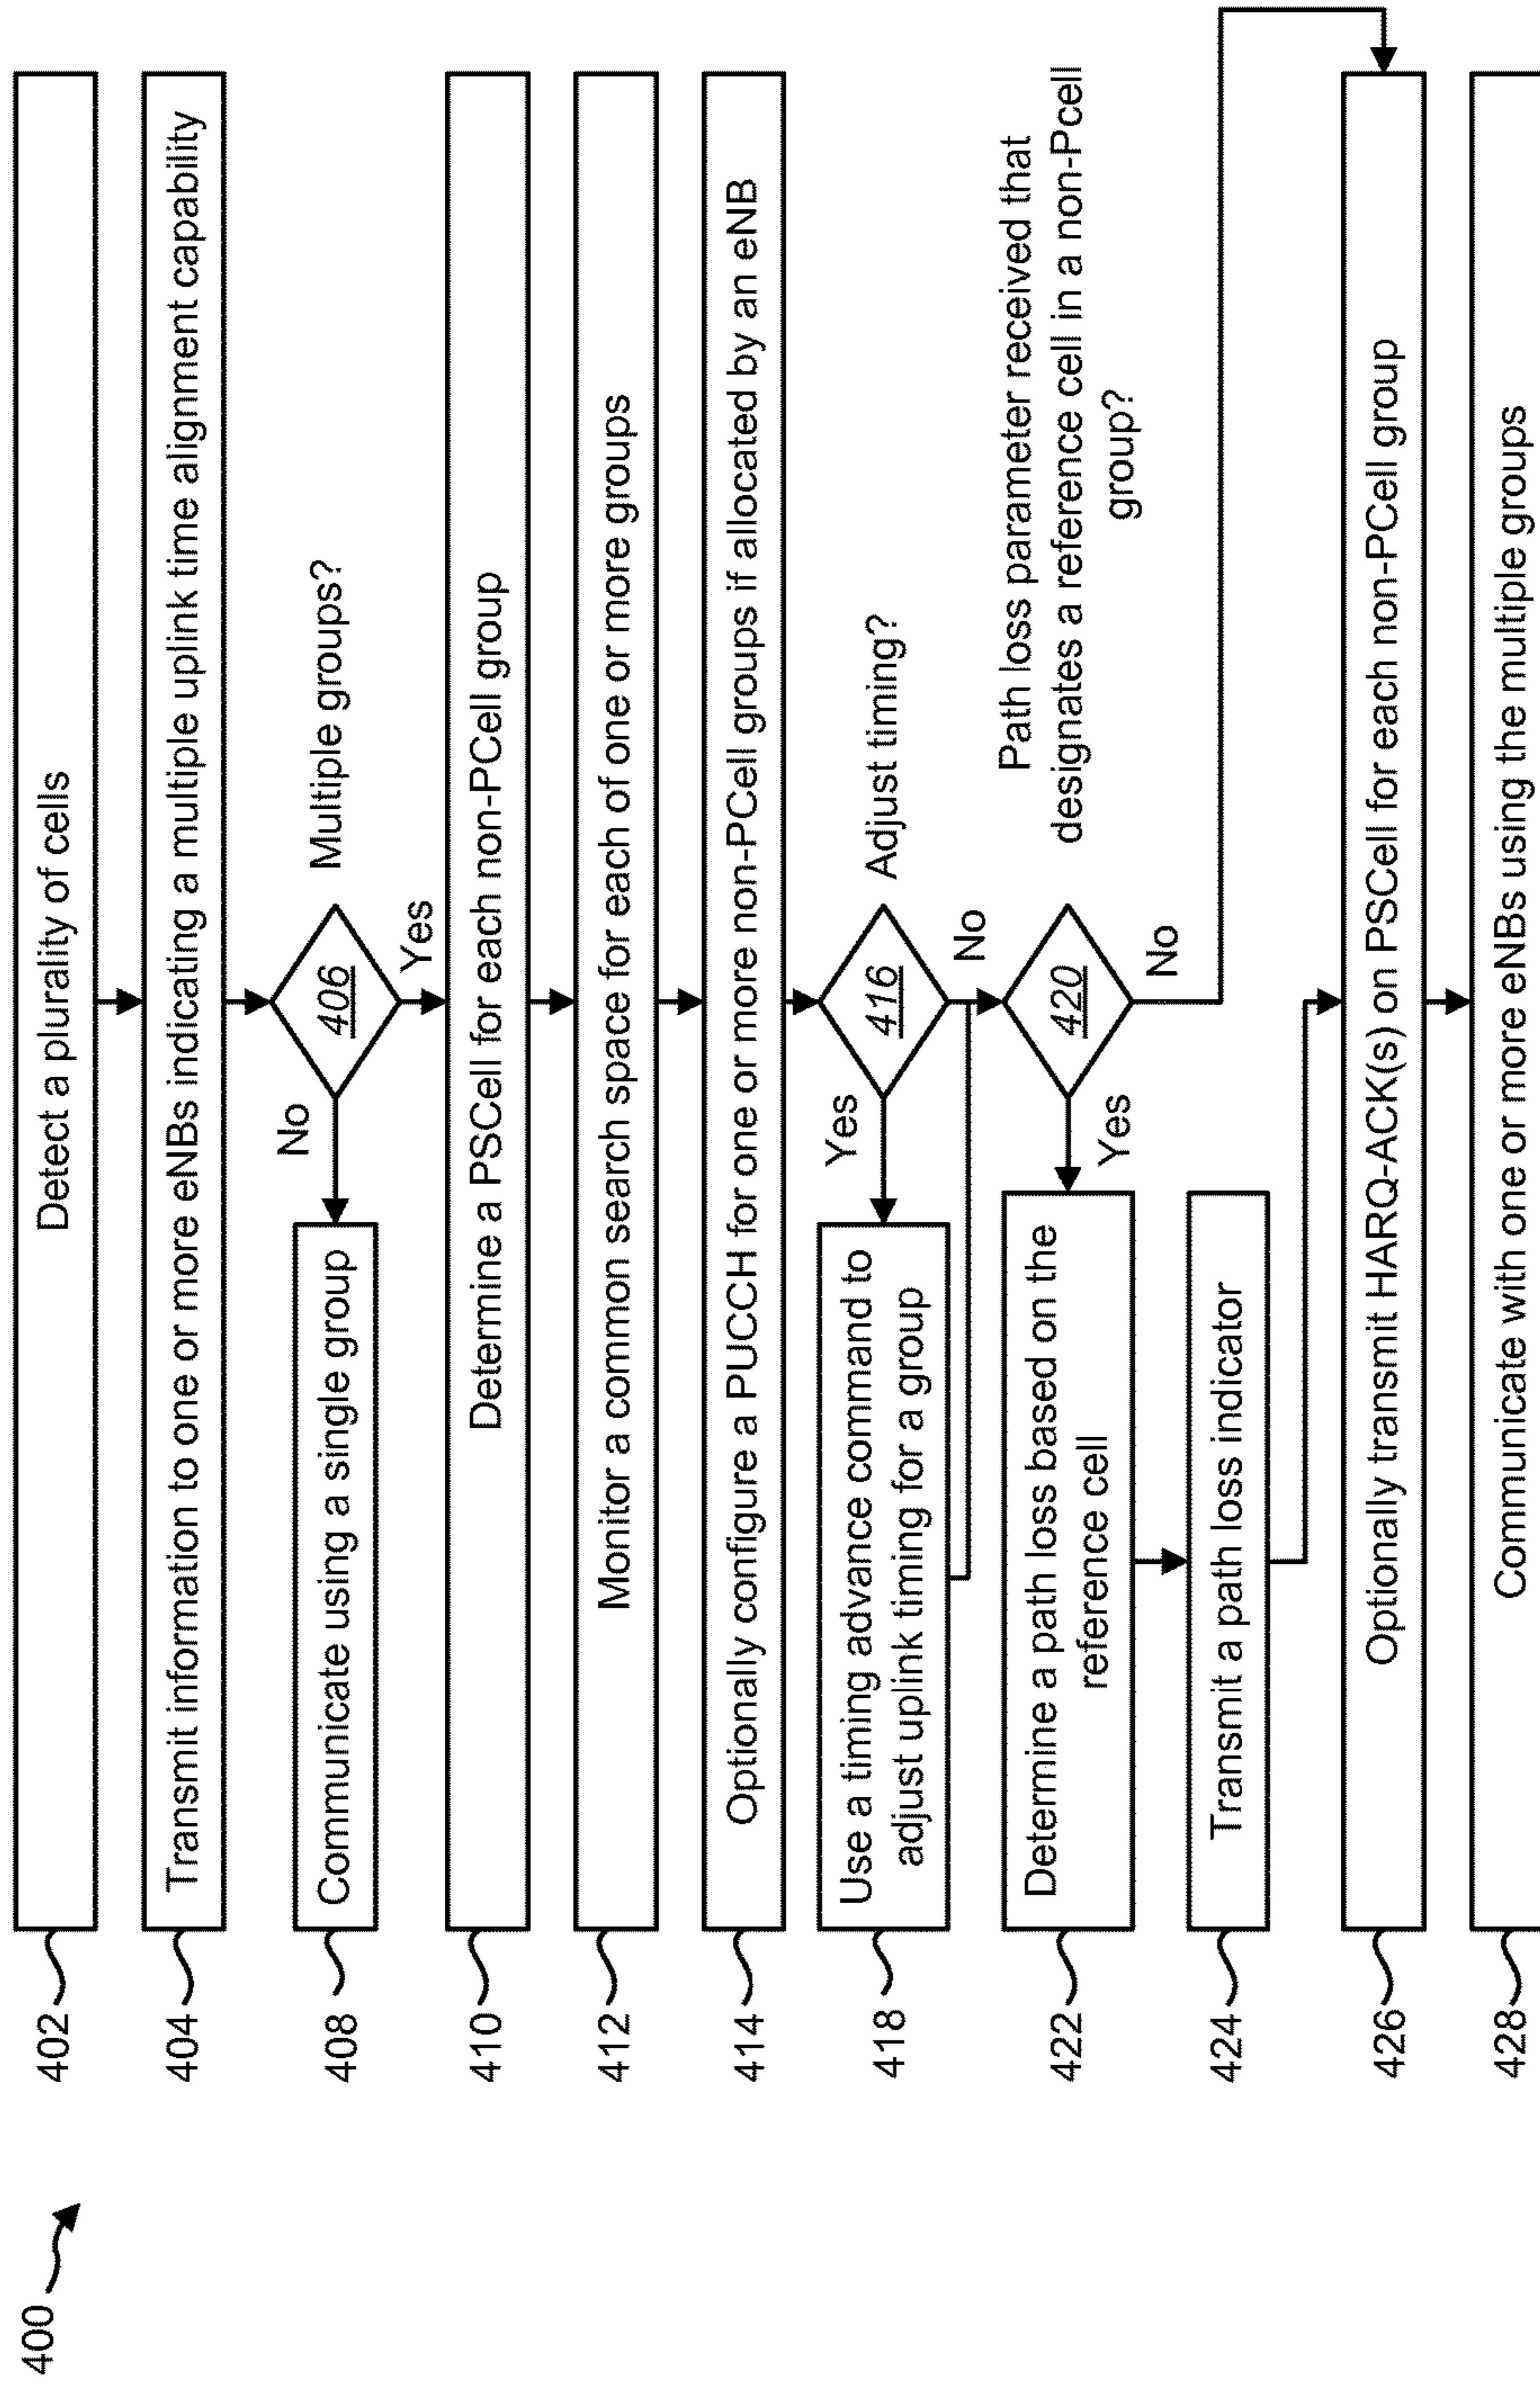 400
402
Detect a plurality of cells
404
Transmit information to one or more eNBs indicating a multiple uplink time alignment capability
406
Multiple groups?
No
Yes
408
Communicate using a single group
410
Determine a PSCell for each non-PCell group
412
Monitor a common search space for each of one or more groups
414
Optionally configure a PUCCH for one or more non-PCell groups if allocated by an eNB
416
Adjust timing?
Yes
No
418
Use a timing advance command to
adjust uplink timing for a group
420
Path loss parameter received that
designates a reference cell in a non-Pcell
group?
Yes
No
422
Determine a path loss based on the
reference cell
424
Transmit a path loss indicator
426
Optionally transmit HARQ-ACK(s) on PSCell for each non-PCell group
428
Communicate with one or more eNBs using the multiple groups